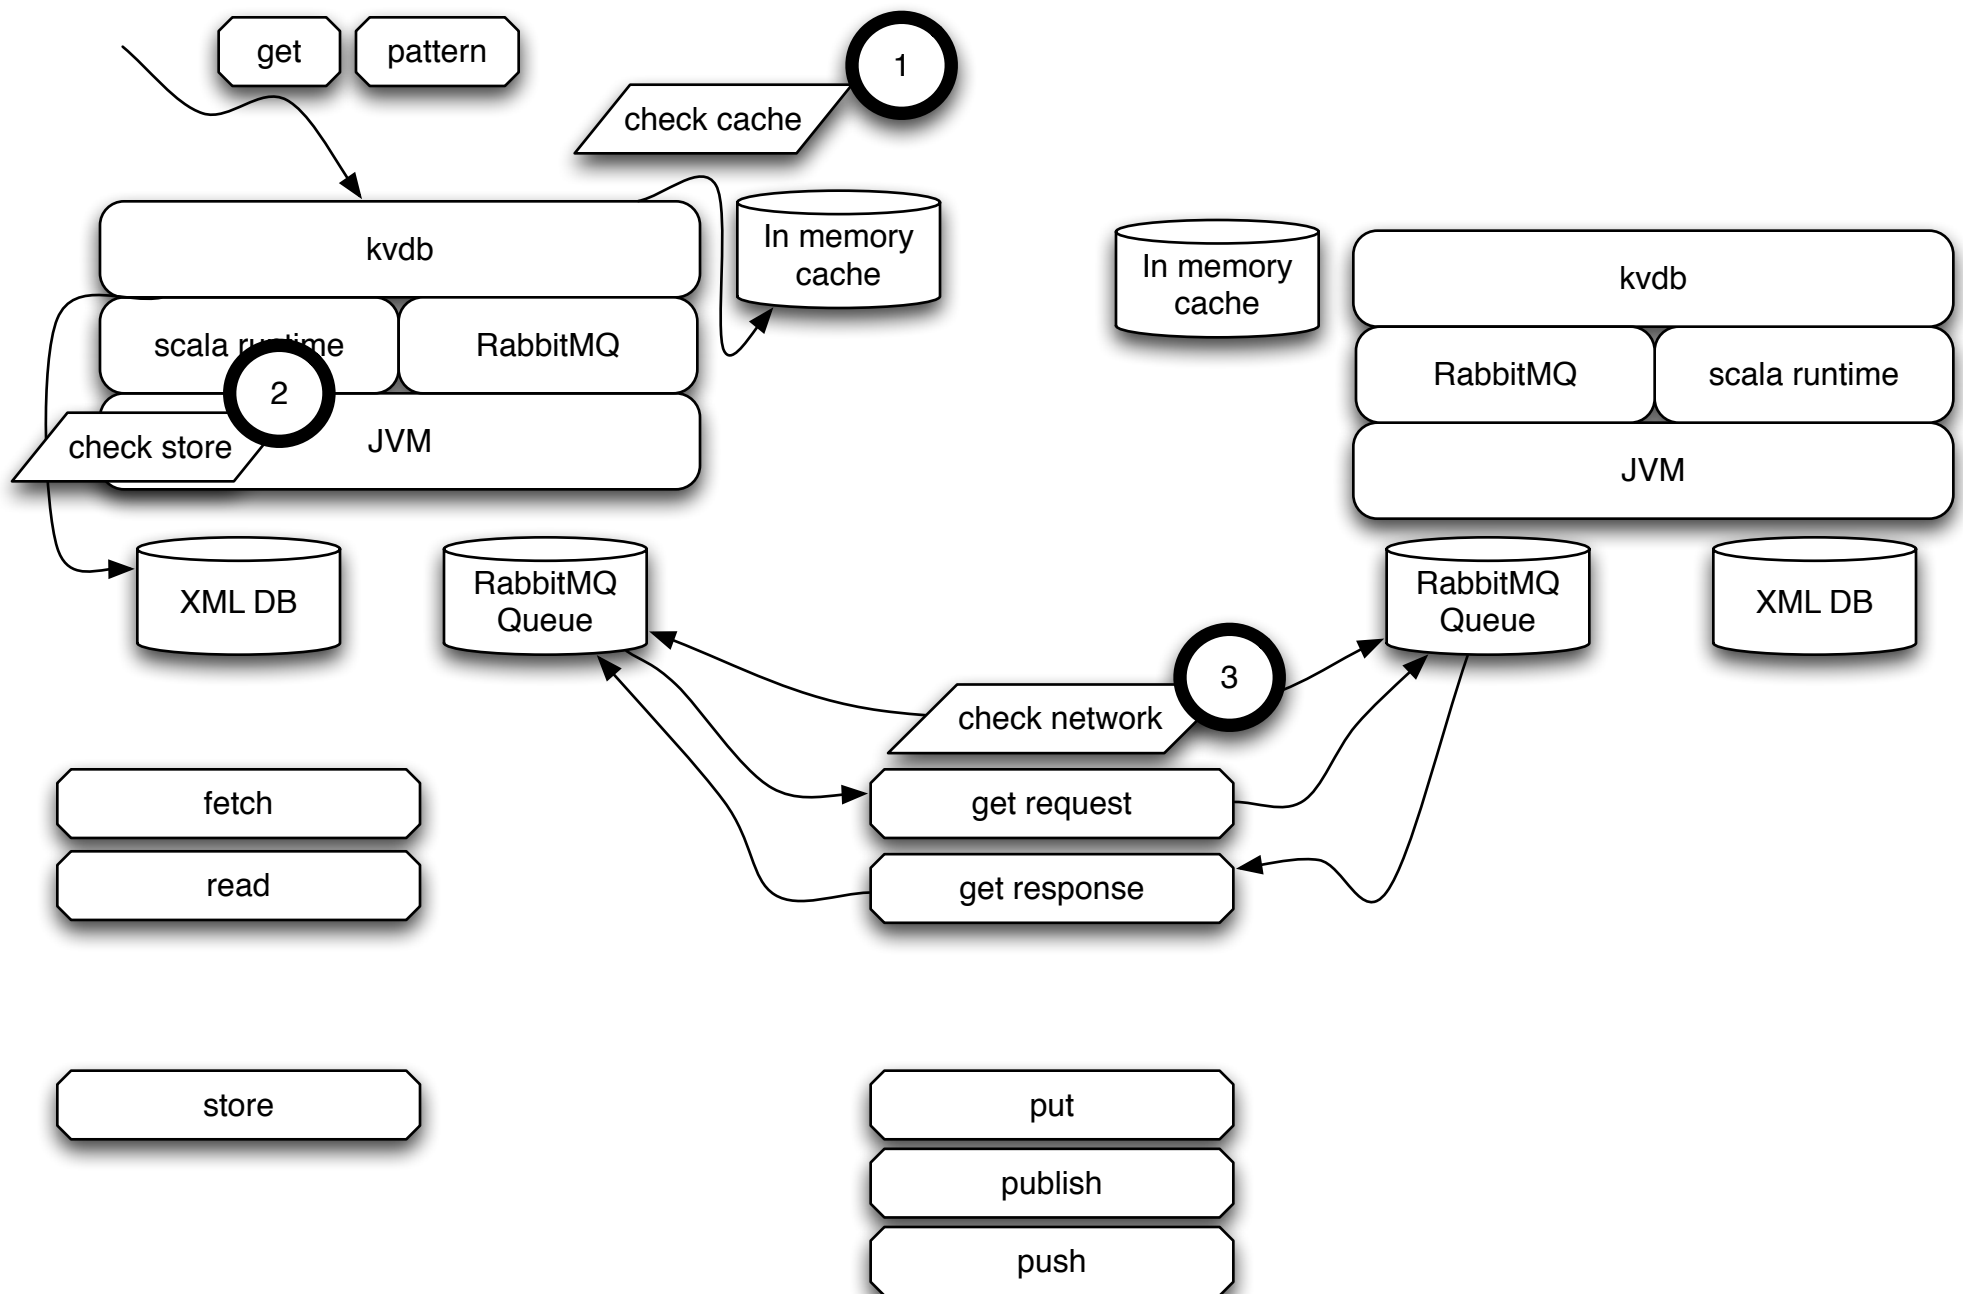 get
pattern
1
check cache
kvdb
In memory
cache
scala runtime
RabbitMQ
2
check store
JVM
XML DB
RabbitMQ
Queue
In memory
cache
kvdb
RabbitMQ
scala runtime
JVM
RabbitMQ
Queue
XML DB
3
check network
get request
get response
fetch
read
store
put
publish
push